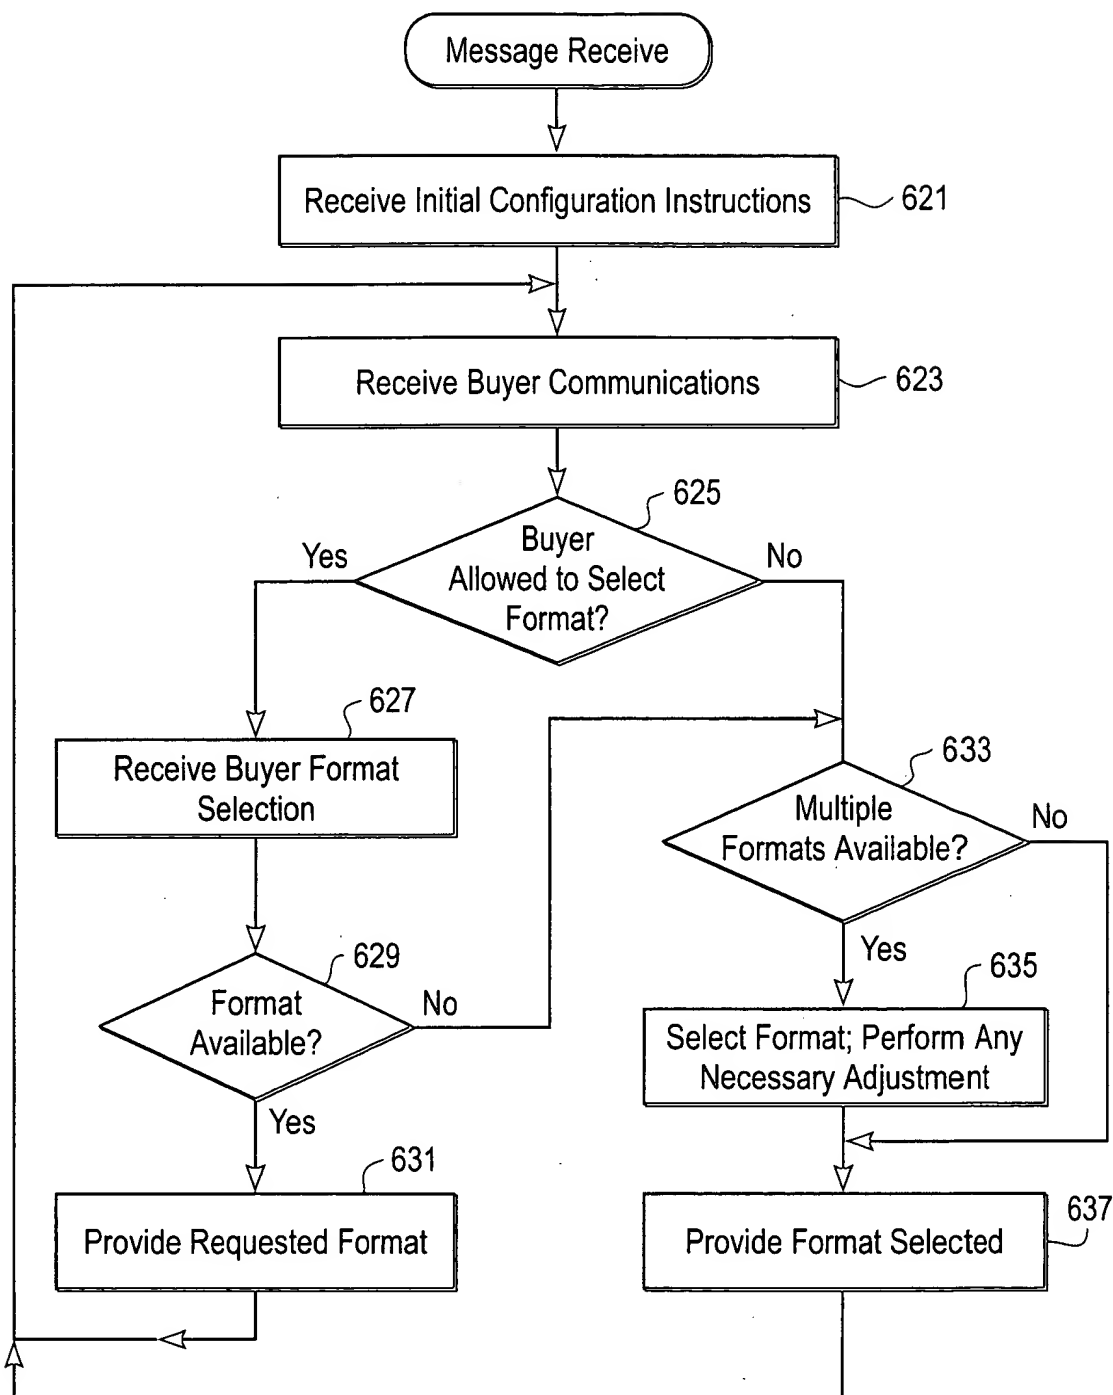 Message Receive
Receive Initial Configuration Instructions
621
Receive Buyer Communications
623
625
Buyer
Allowed to Select
Format?
Yes
No
627
Receive Buyer Format
Selection
633
Multiple
Formats Available?
No
Yes
629
Format
Available?
No
Yes
635
Select Format; Perform Any
Necessary Adjustment
631
Provide Requested Format
637
Provide Format Selected